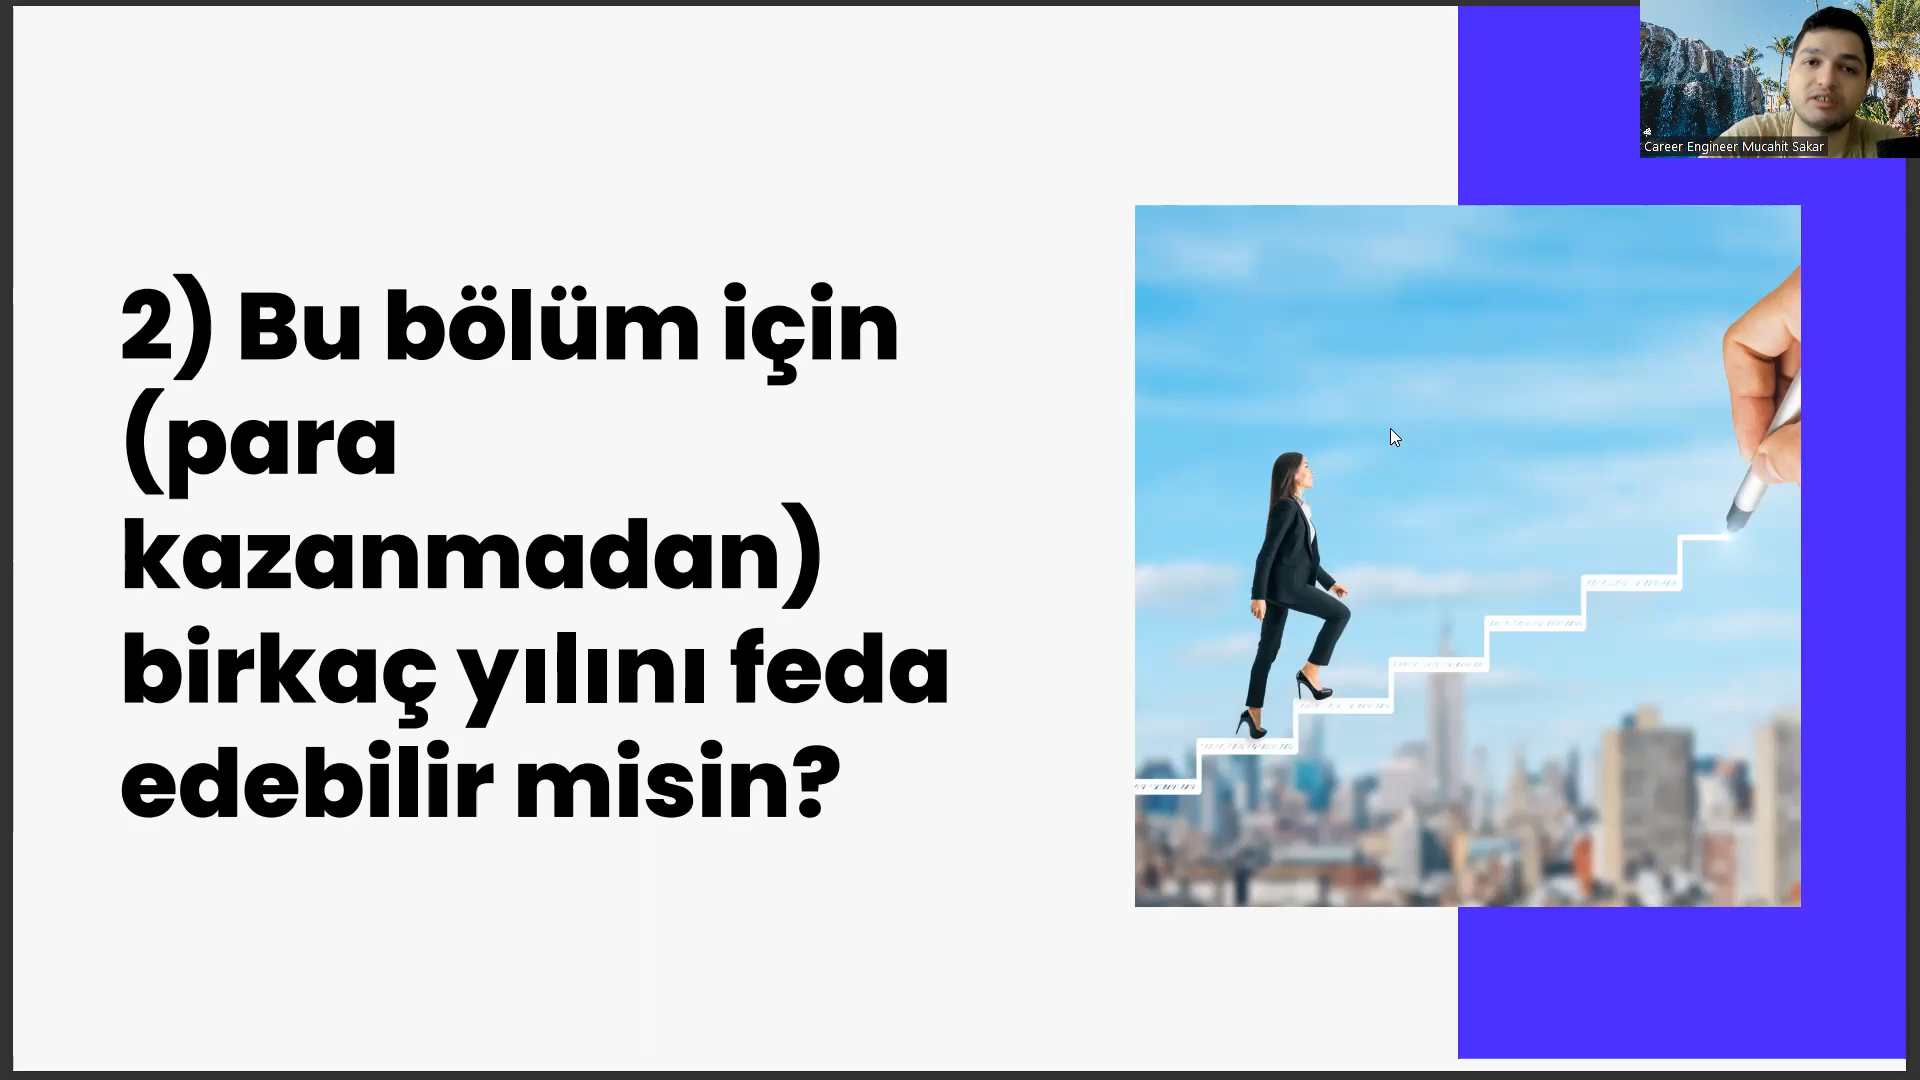 Career Engineer Mucahit Sakar
2) Bu bölüm için
(para
kazanmadan)
birkaç yılını feda
edebilir misin?